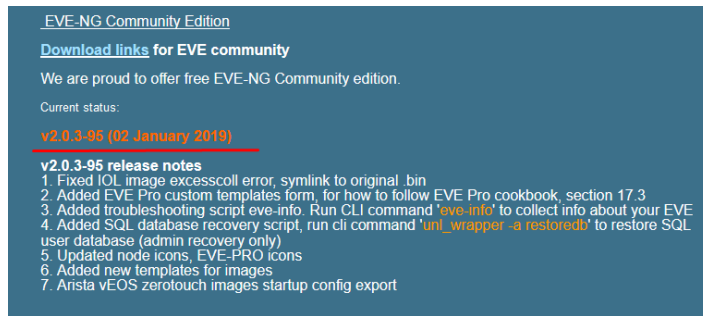 EVE-NG Community Edition
Download links for EVE community
We are proud to offer free EVE-NG Community edition.
Current status:
v2.0.3-95 (02 January 2019)
v2.0.3-95 release notes
1. Fixed IOL image excesscoll error, symlink to original .bin
2. Added EVE Pro custom templates form, for how to follow EVE Pro cookbook, section 17.3
3. Added troubleshooting script eve-info. Run CLI command 'eve-info' to collect info about your EVE
4. Added SQL database recovery script, run cli command 'unl_wrapper -a restoredb' to restore SQL
user database (admin recovery only)
5. Updated node icons, EVE-PRO icons
6. Added new templates for images
7. Arista vEOS zerotouch images startup config export